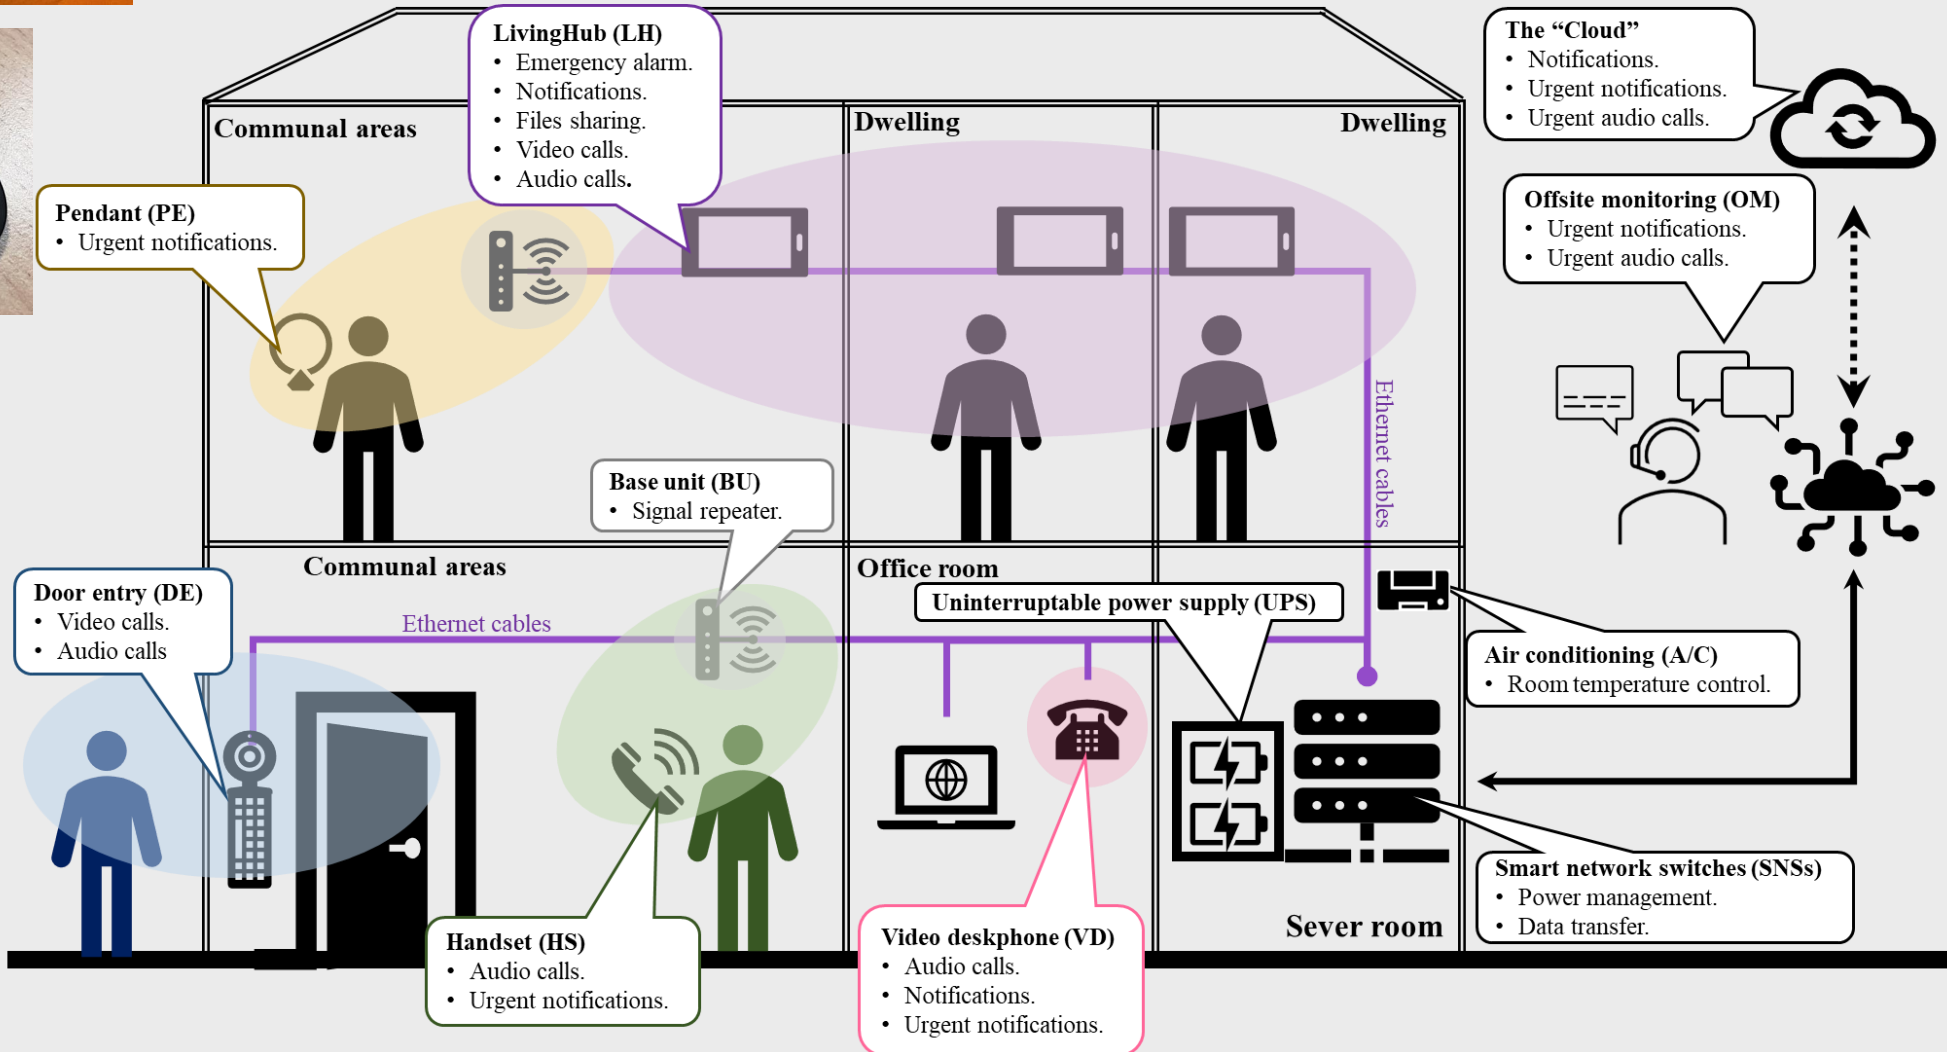 LivingHub (LH)
• Emergency alarm.
• Notifications.
• Files sharing.
• Video calls.
• Audio calls.
The “Cloud”
• Notifications.
• Urgent notifications.
• Urgent audio calls.
Communal areas
Dwelling
Dwelling
Pendant (PE)
• Urgent notifications.
Offsite monitoring (OM)
• Urgent notifications.
• Urgent audio calls.
Ethernet cables
Base unit (BU)
• Signal repeater.
Communal areas
Office room
Door entry (DE)
• Video calls.
• Audio calls
Ethernet cables
Uninterruptable power supply (UPS)
Air conditioning (A/C)
• Room temperature control.
Smart network switches (SNSs)
• Power management.
• Data transfer.
Sever room
Handset (HS)
• Audio calls.
• Urgent notifications.
Video deskphone (VD)
• Audio calls.
• Notifications.
• Urgent notifications.